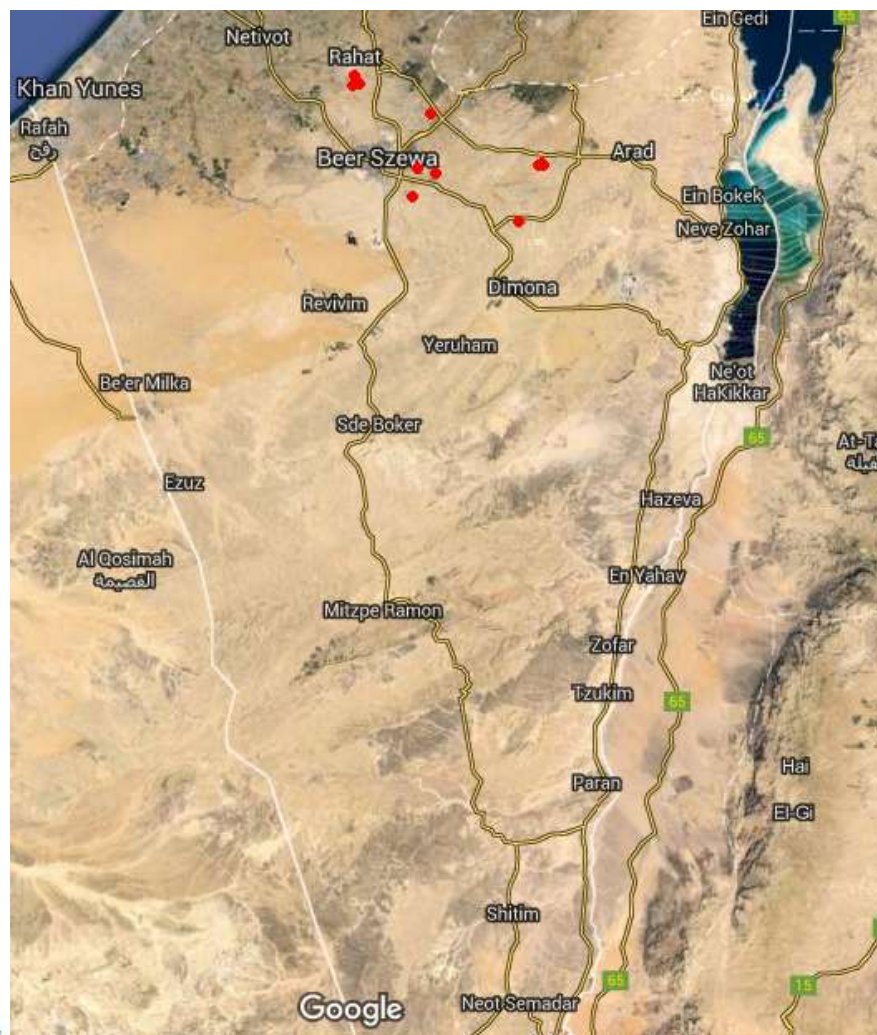 Ein Gedi
65
Netivot
Rahat
Khan Yunes
Rafah
رفح
Beer Szewa
Arad
Ein Bokek
Neve Zohar
Dimona
Revivim
Yeruham
Ne'ot
HaKikkar
Be'er Milka
Sde Boker
65
Ezuz
Hazeva
Al Qosimah
القصيمة
En Yahav
Mitzpe Ramon
Zofar
Tzukim
65
Paran
Hai
El-Gi
Shitim
65
15
Neot Semadar
Google